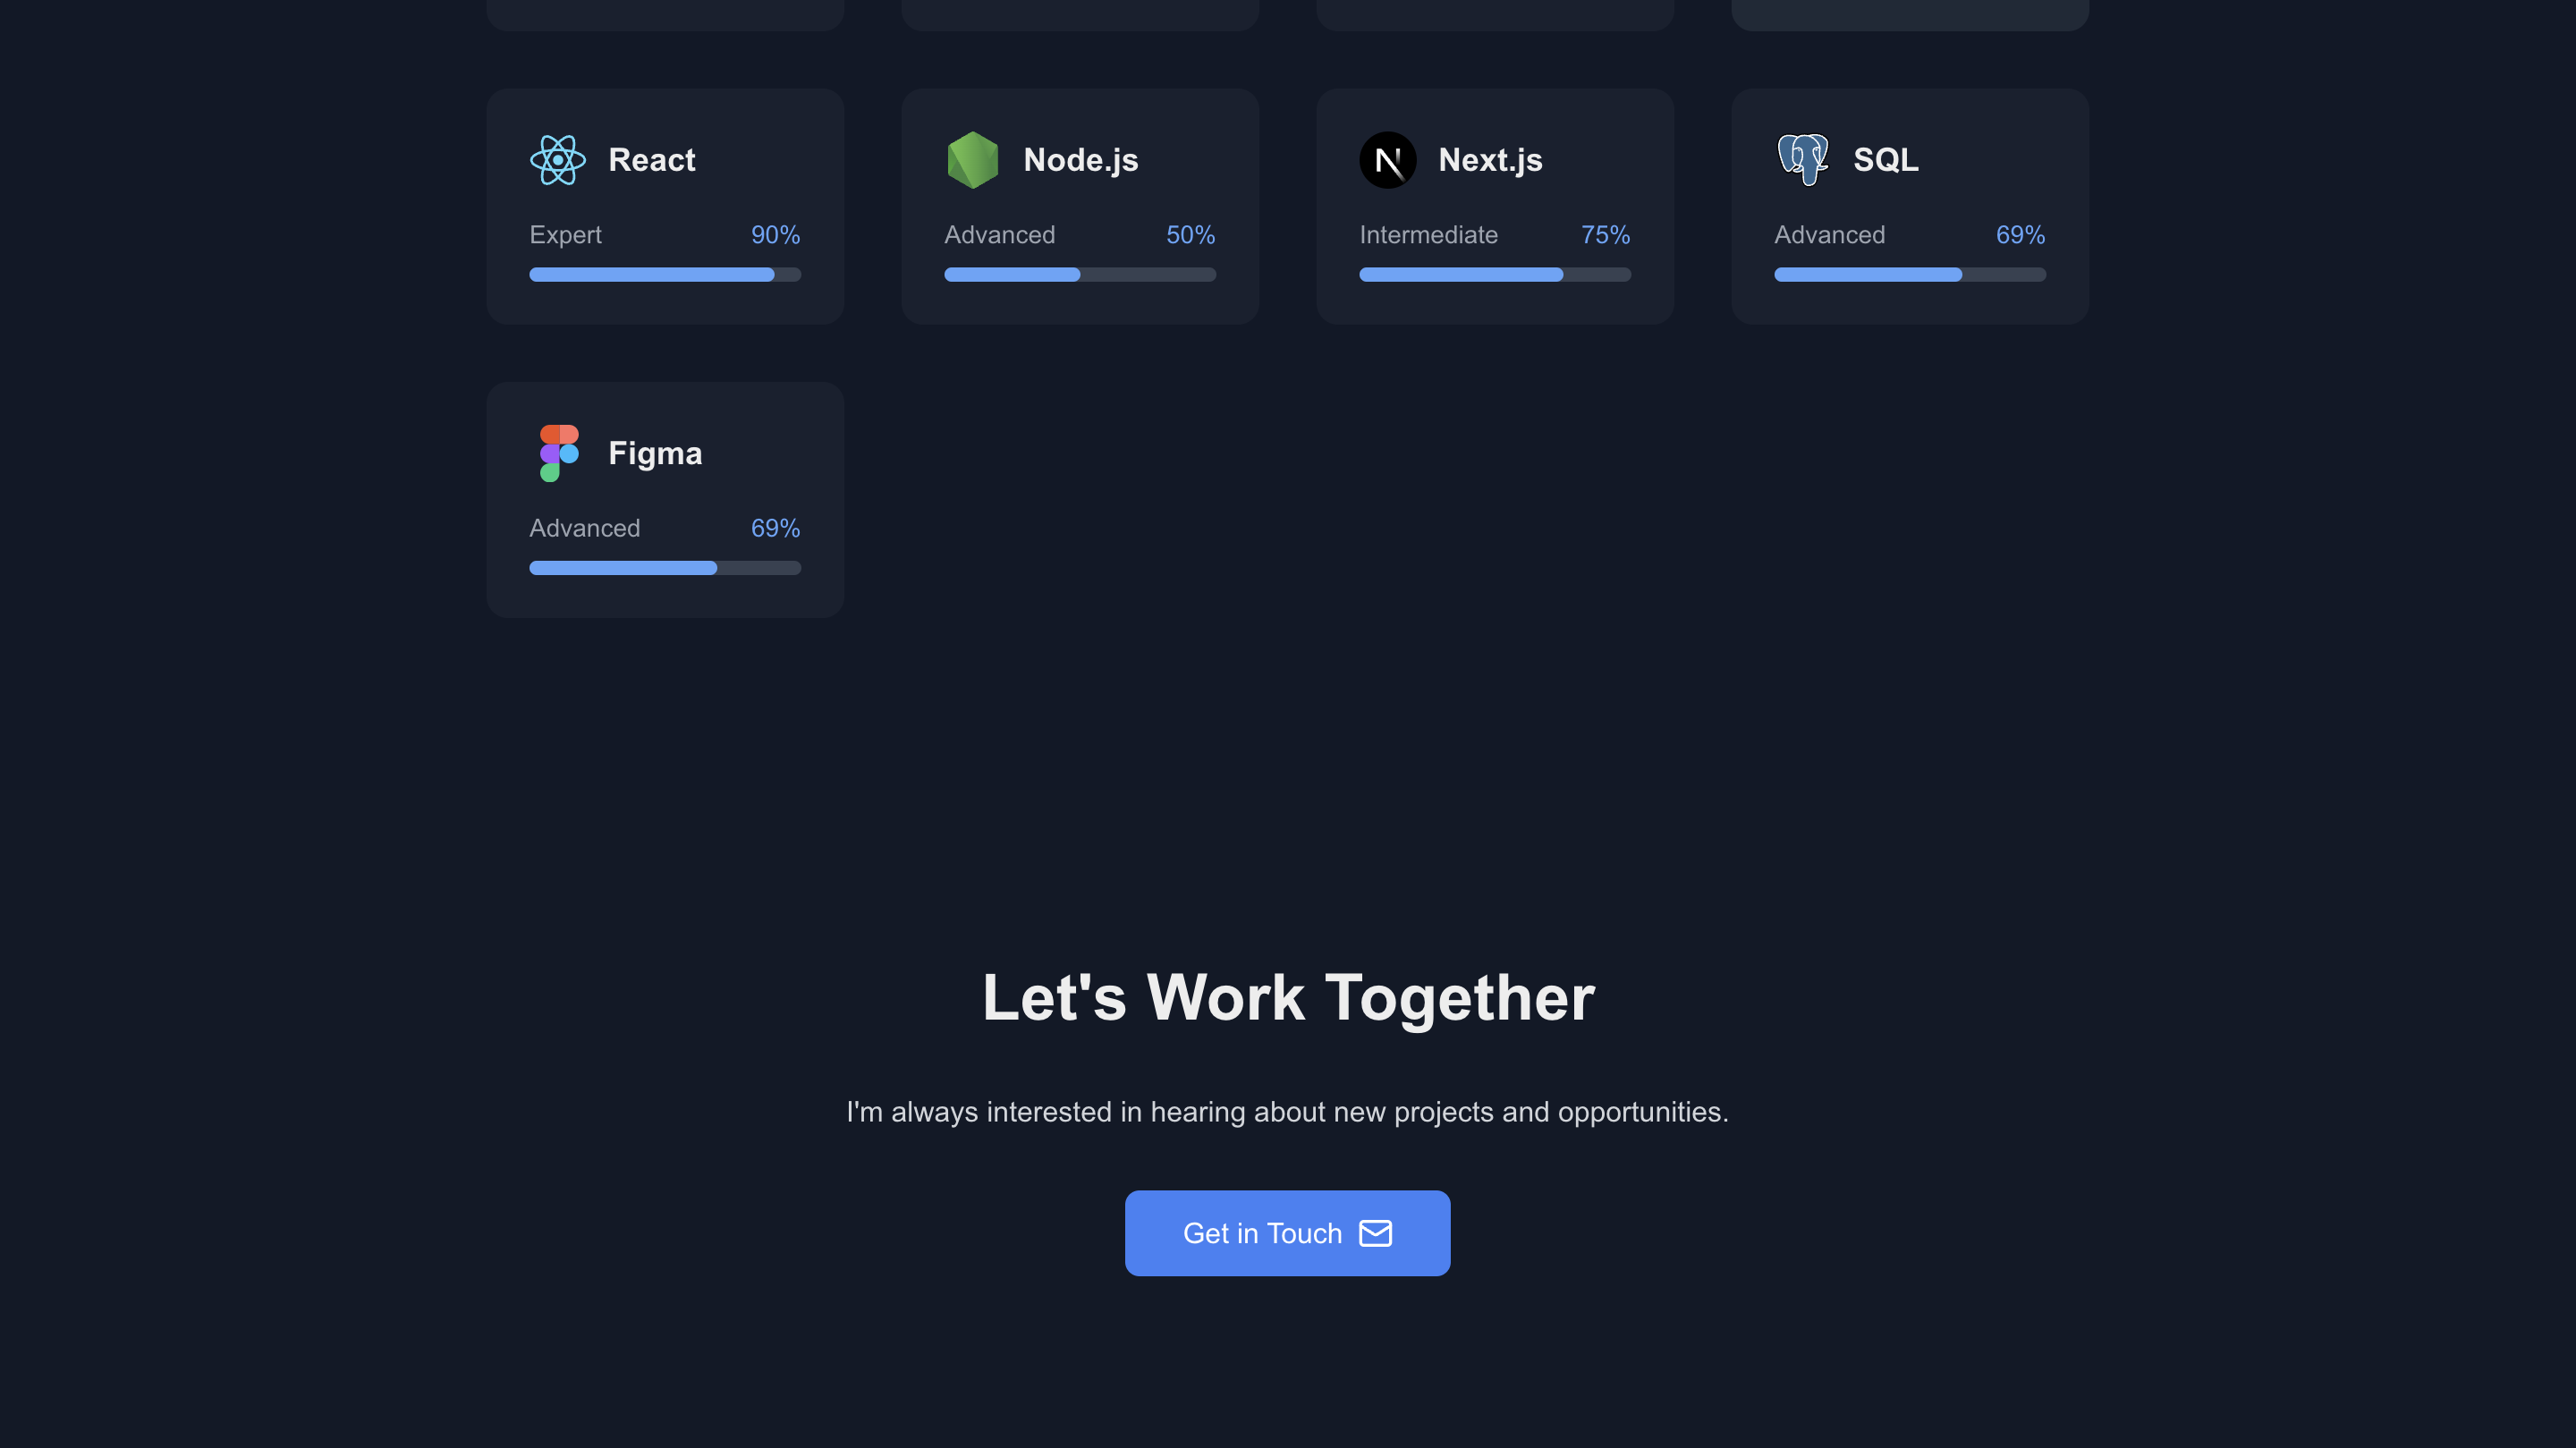 React
Expert 90%
Node.js
Advanced 50%
Next.js
Intermediate 75%
SQL
Advanced 69%
Figma
Advanced 69%
Let's Work Together
I'm always interested in hearing about new projects and opportunities.
Get in Touch